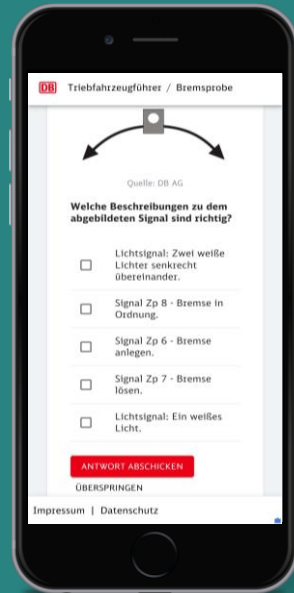 DB Triebfahrzeugführer / Bremsprobe
Quelle: DB AG
Welche Beschreibungen zu dem
abgebildeten Signal sind richtig?
Lichtsignal: Zwei weiße
Lichter senkrecht
übereinander.
Signal Zp 8 - Bremse in
Ordnung.
Signal Zp 6 - Bremse
anlegen.
Signal Zp 7 - Bremse
lösen.
Lichtsignal: Ein weißes
Licht.
ANTWORT ABSCHICKEN
ÜBERSPRINGEN
Impressum | Datenschutz